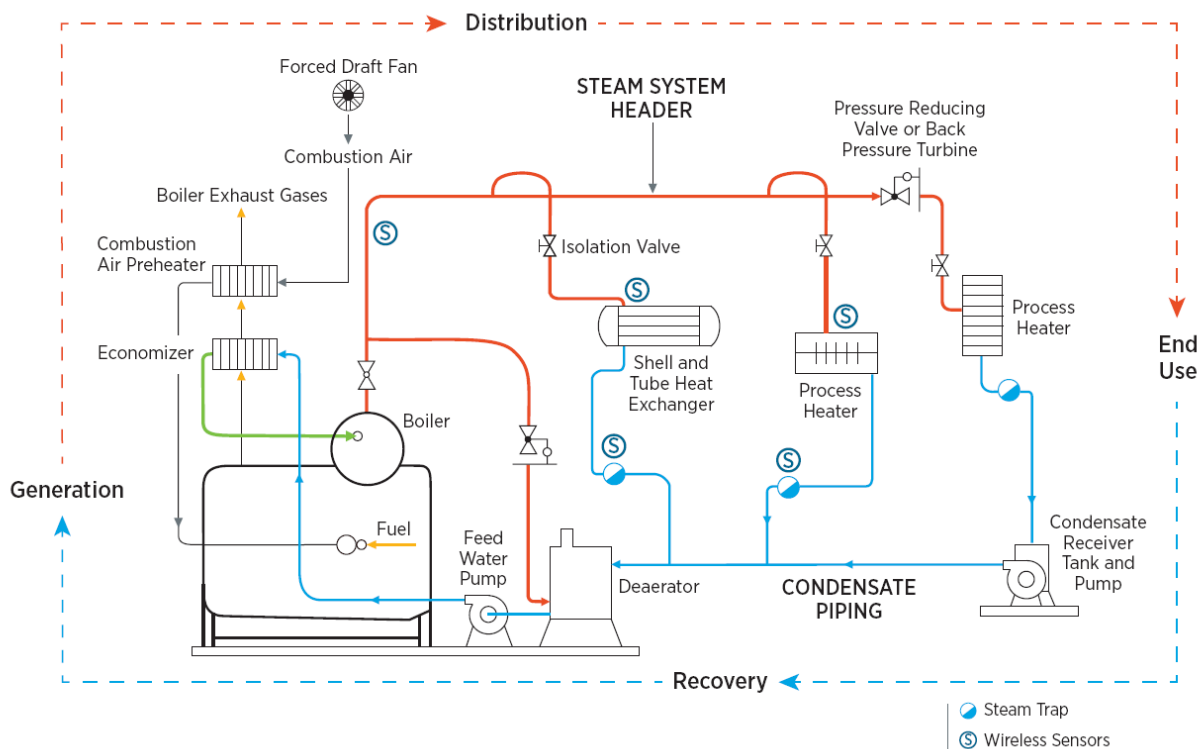 Distribution
Forced Draft Fan
STEAM SYSTEM
HEADER
Pressure Reducing
Valve or Back
Pressure Turbine
Combustion Air
Boiler Exhaust Gases
Combustion
Air Preheater
S
Isolation Valve
S
S
Process
Heater
Economizer
Shell and
Tube Heat
Exchanger
Process
Heater
End
Use
Boiler
S
S
Generation
Fuel
Feed
Water
Pump
Deaerator
CONDENSATE
PIPING
Condensate
Receiver
Tank and
Pump
Recovery
Steam Trap
S Wireless Sensors